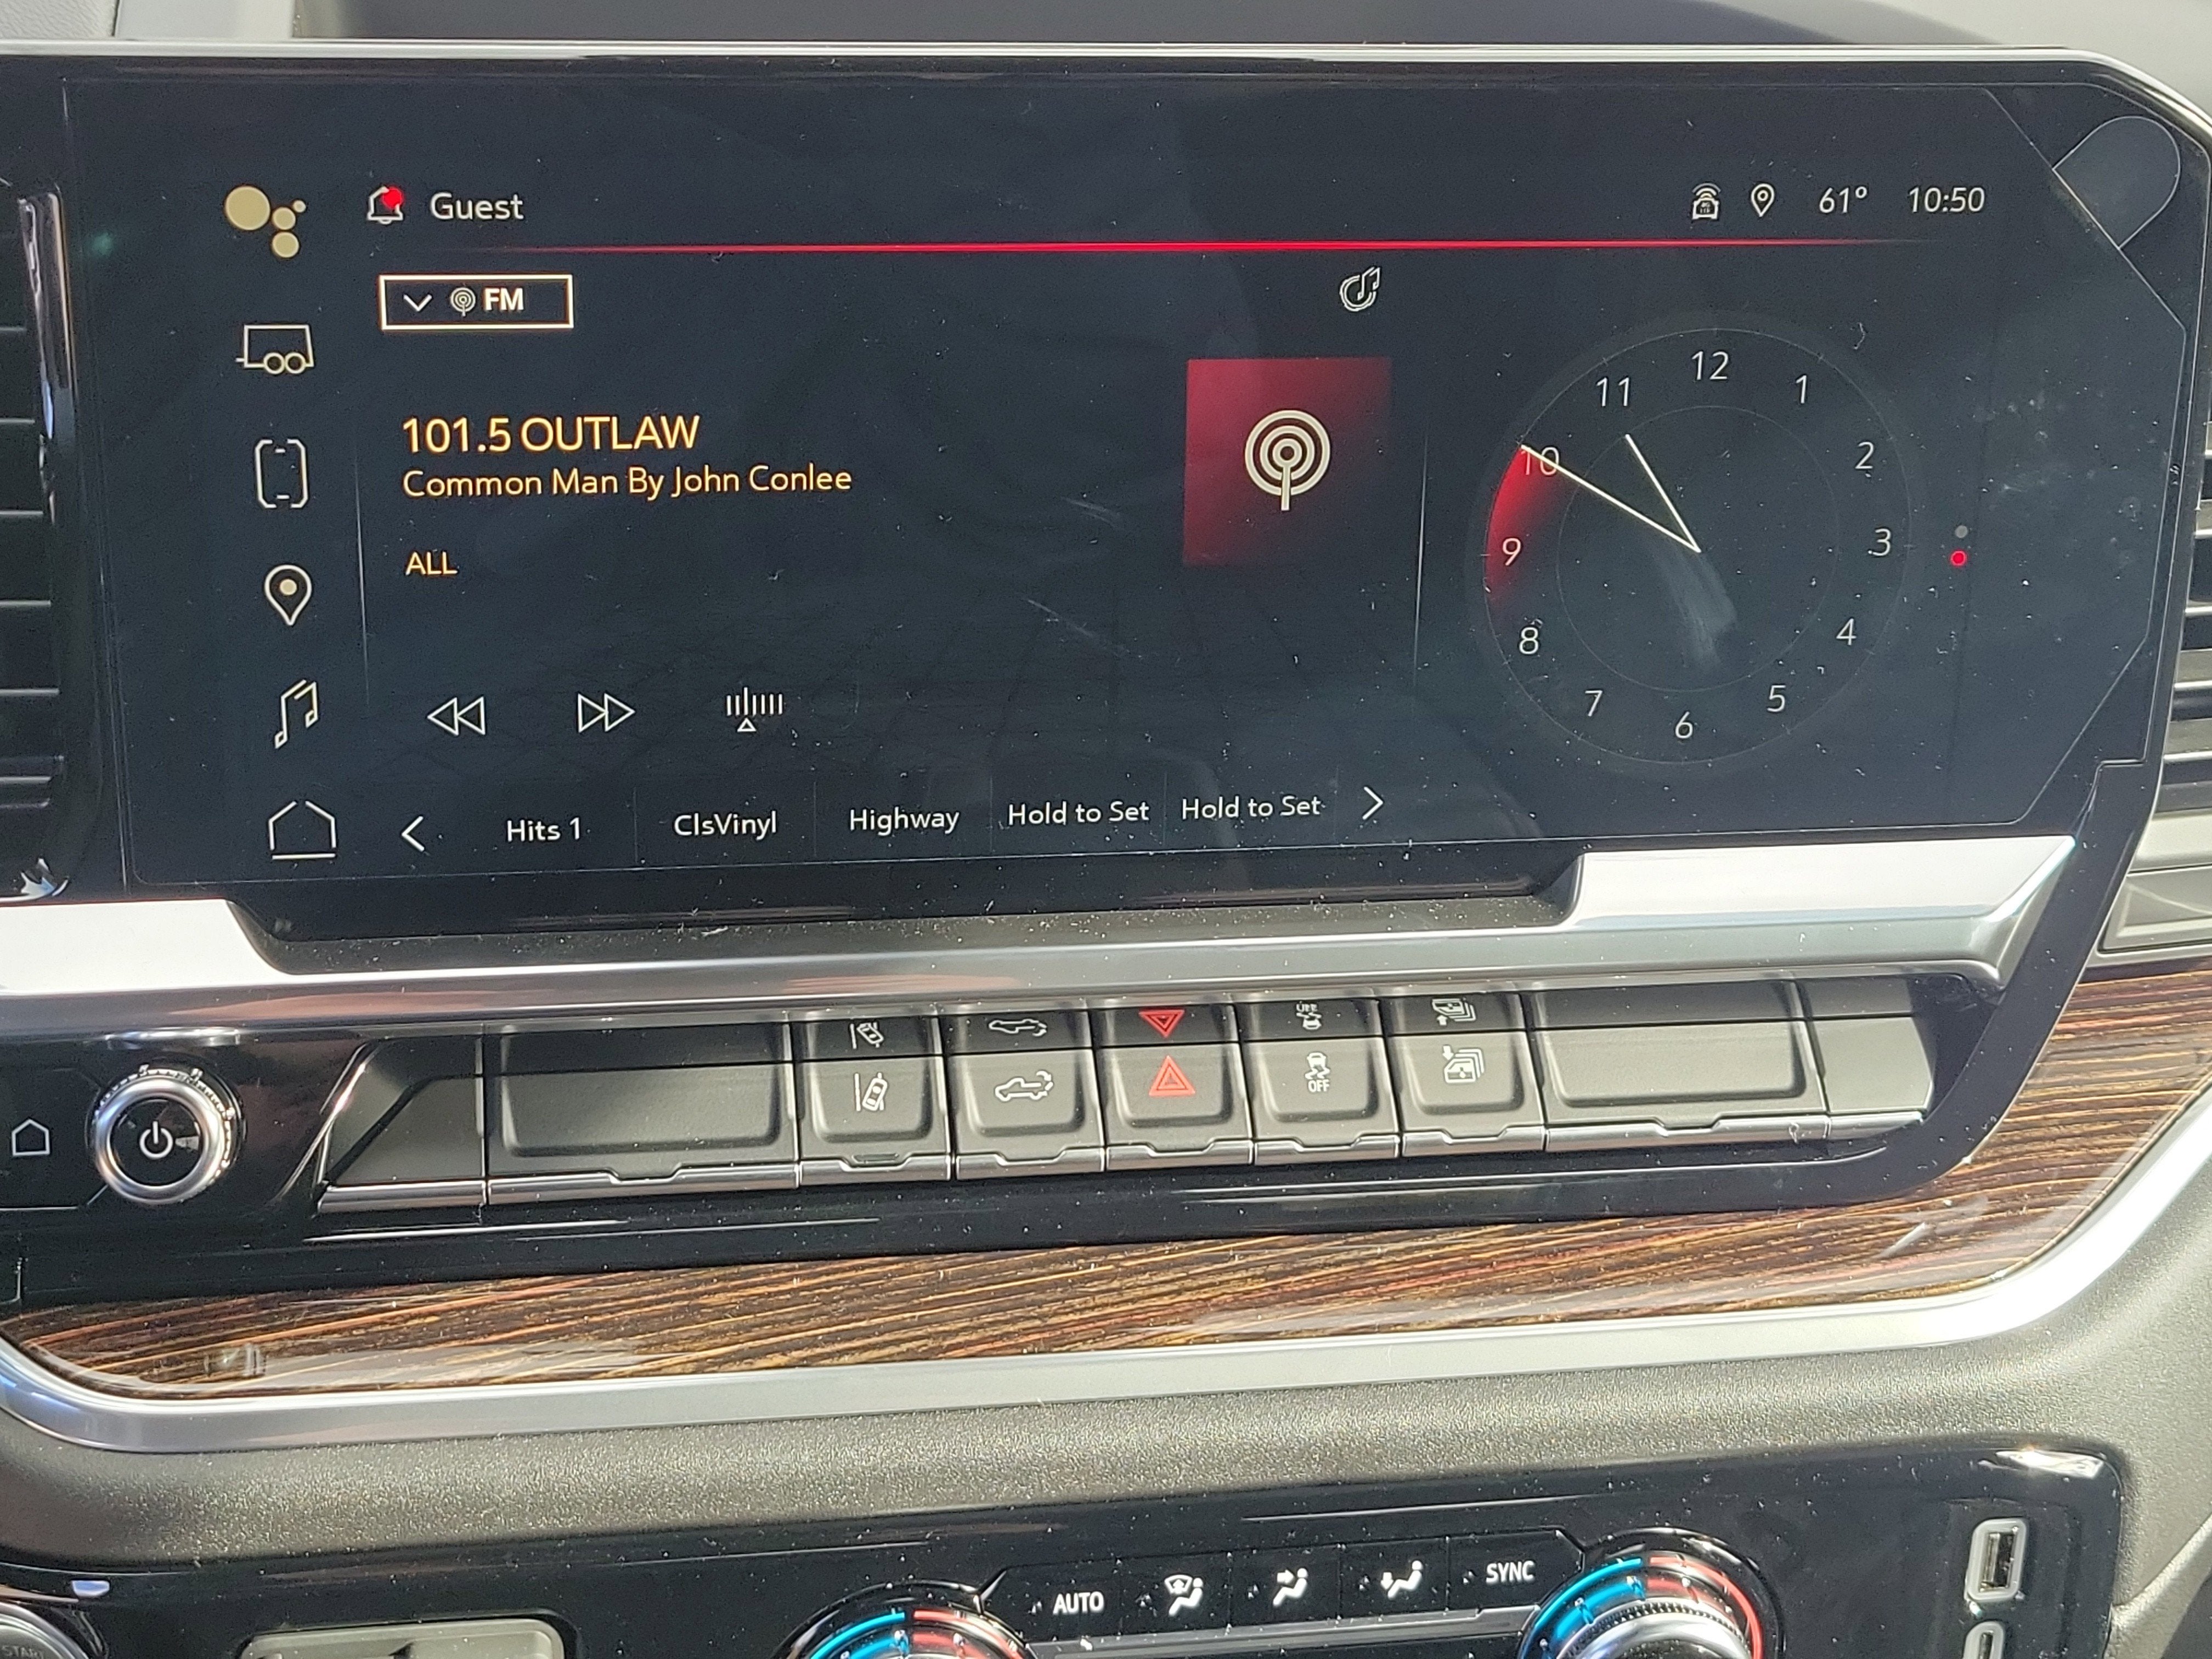 Guest
61° 10:50
FM
101.5 OUTLAW
Common Man By John Conlee
ALL
12
11
1
10
2
9
3
8
4
7
5
6
Hits 1
ClsVinyl
Highway
Hold to Set
Hold to Set
OFF
OFF
AUTO
SYNC
START